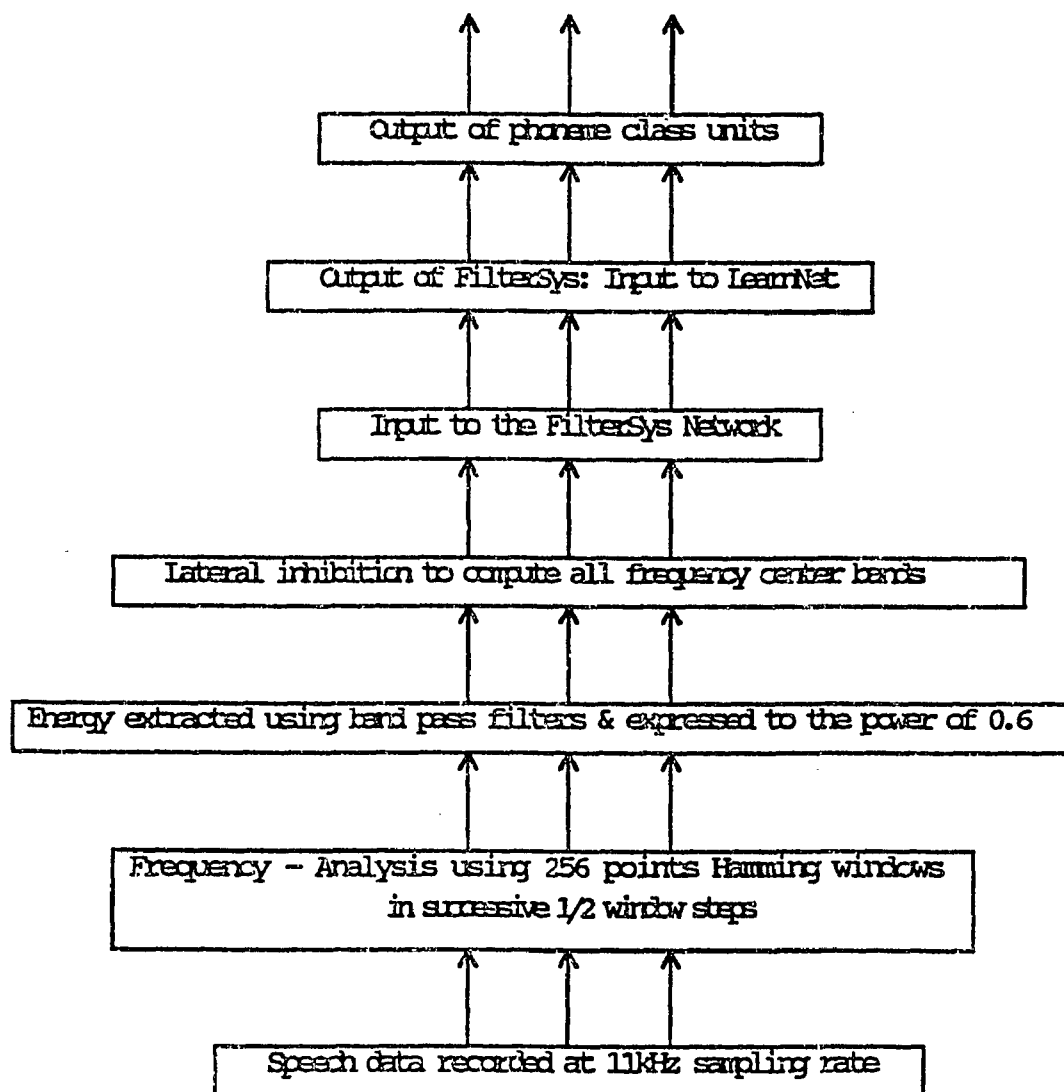 Output of phoneme class units
Output of FilterSys: Input to LearnNet
Input to the FilterSys Network
Lateral inhibition to compute all frequency center bands
Energy extracted using band pass filters & expressed to the power of 0.6
Frequency - Analysis using 256 points Hamming windows
in successive 1/2 window steps
Speech data recorded at 11kHz sampling rate